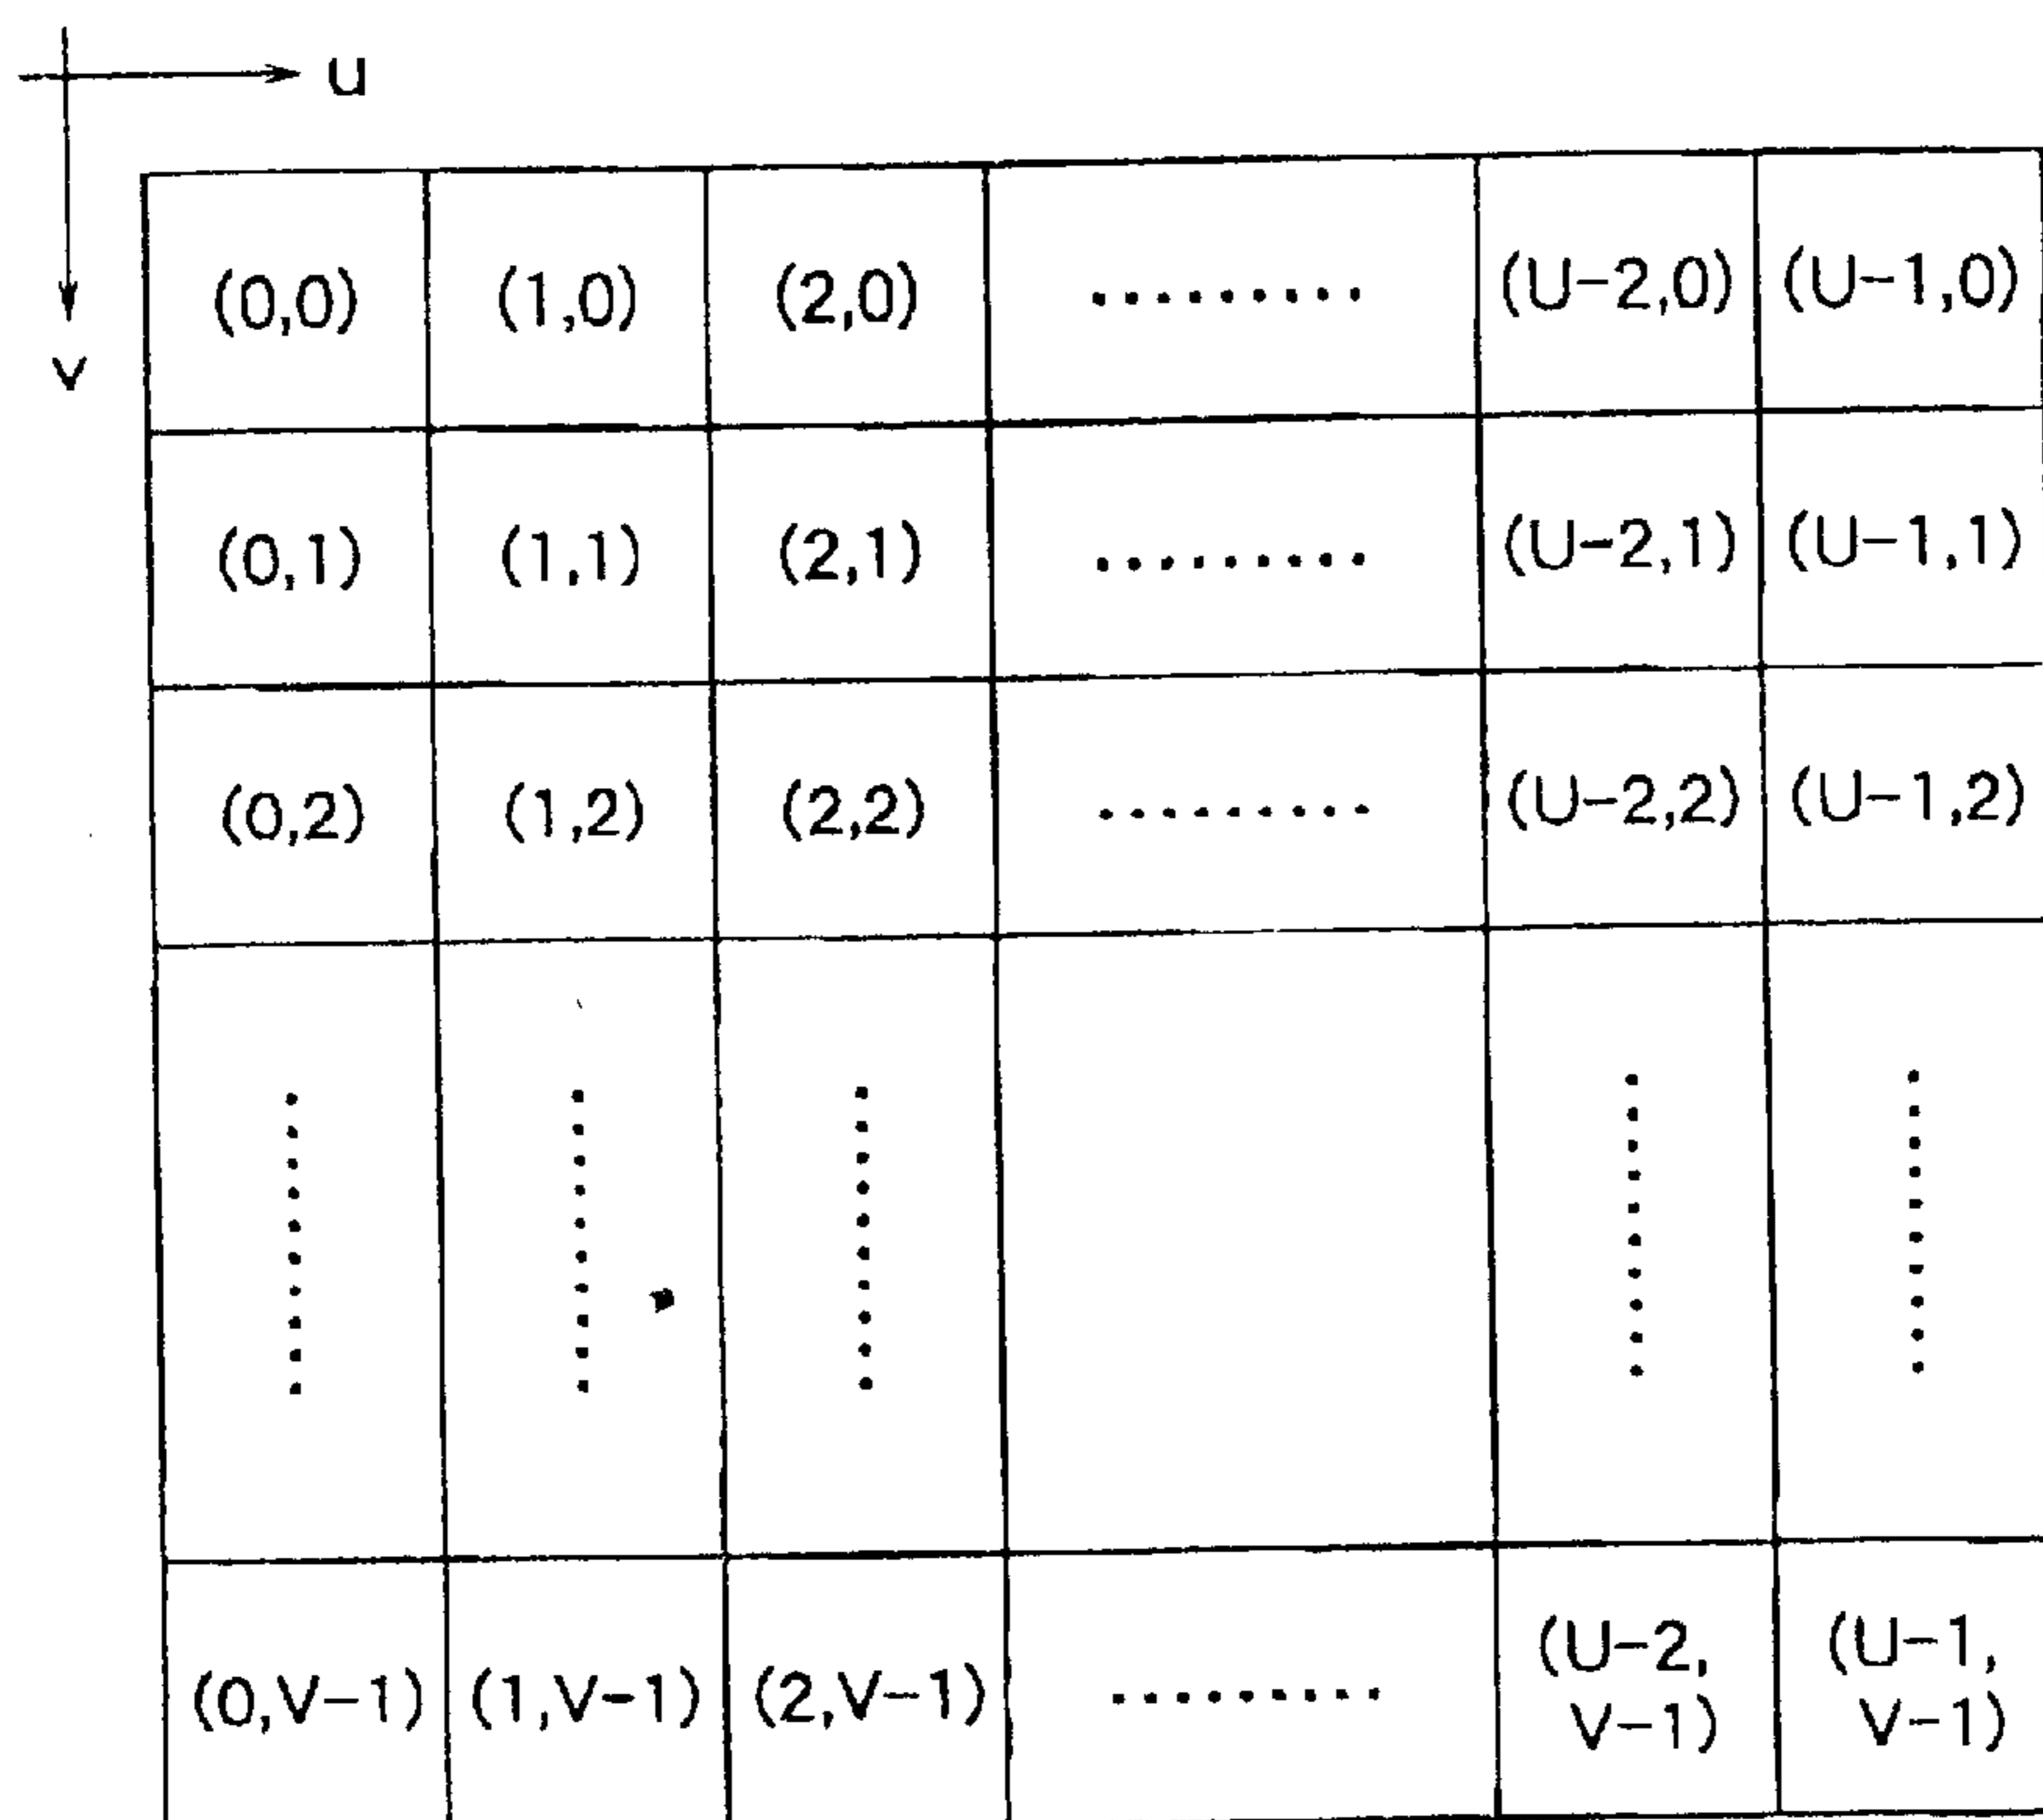 u
v
(0,0) (1,0) (2,0) ········· (U-2,0) (U-1,0)
(0,1) (1,1) (2,1) ········· (U-2,1) (U-1,1)
(0,2) (1,2) (2,2) ········· (U-2,2) (U-1,2)
(0,V-1) (1,V-1) (2,V-1) ········· (U-2, V-1) (U-1, V-1)